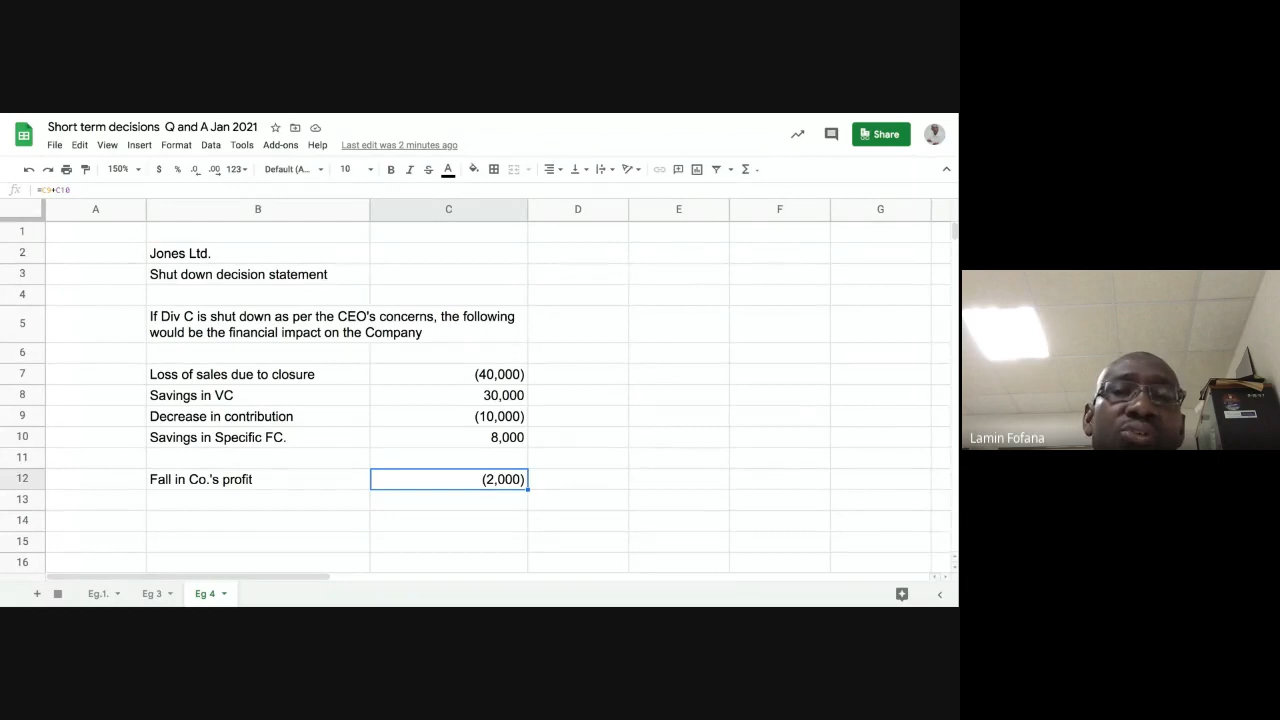 Short term decisions Q and A Jan 2021
File Edit View Insert Format Data Tools Add-ons Help Last edit was 2 minutes ago
Share
150% $ % .0 .00 123 Default (A... 10 B I S A
fx =C9+C10
A B C D E F G
1
2 Jones Ltd.
3 Shut down decision statement
4
5 If Div C is shut down as per the CEO's concerns, the following
would be the financial impact on the Company
6
7 Loss of sales due to closure (40,000)
8 Savings in VC 30,000
9 Decrease in contribution (10,000)
10 Savings in Specific FC. 8,000
11
12 Fall in Co.'s profit (2,000)
13
14
15
16
Eg.1. Eg 3 Eg 4
Lamin Fofana